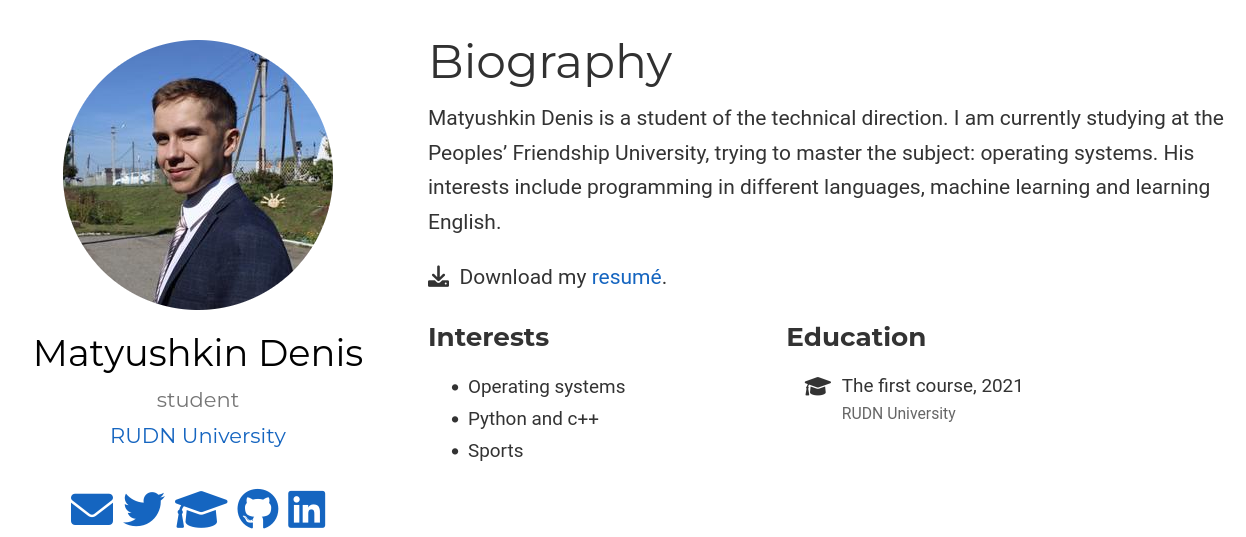 Biography
Matyushkin Denis is a student of the technical direction. I am currently studying at the
Peoples’ Friendship University, trying to master the subject: operating systems. His
interests include programming in different languages, machine learning and learning
English.
Download my resumé.
Matyushkin Denis
student
RUDN University
Interests
Operating systems
Python and c++
Sports
Education
The first course, 2021
RUDN University
in